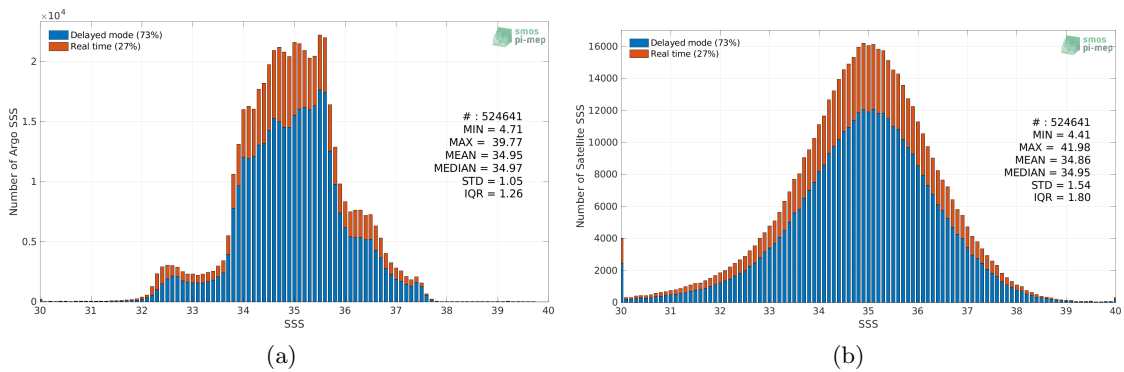 ×10⁴
Delayed mode (73%)
Real time (27%)
smos
pi-mep
# : 524641
MIN = 4.71
MAX = 39.77
MEAN = 34.95
MEDIAN = 34.97
STD = 1.05
IQR = 1.26
Number of Argo SSS
2
1.5
1
0.5
0
30 31 32 33 34 35 36 37 38 39 40
SSS
(a)
Delayed mode (73%)
Real time (27%)
smos
pi-mep
# : 524641
MIN = 4.41
MAX = 41.98
MEAN = 34.86
MEDIAN = 34.95
STD = 1.54
IQR = 1.80
Number of Satellite SSS
16000
14000
12000
10000
8000
6000
4000
2000
0
30 31 32 33 34 35 36 37 38 39 40
SSS
(b)